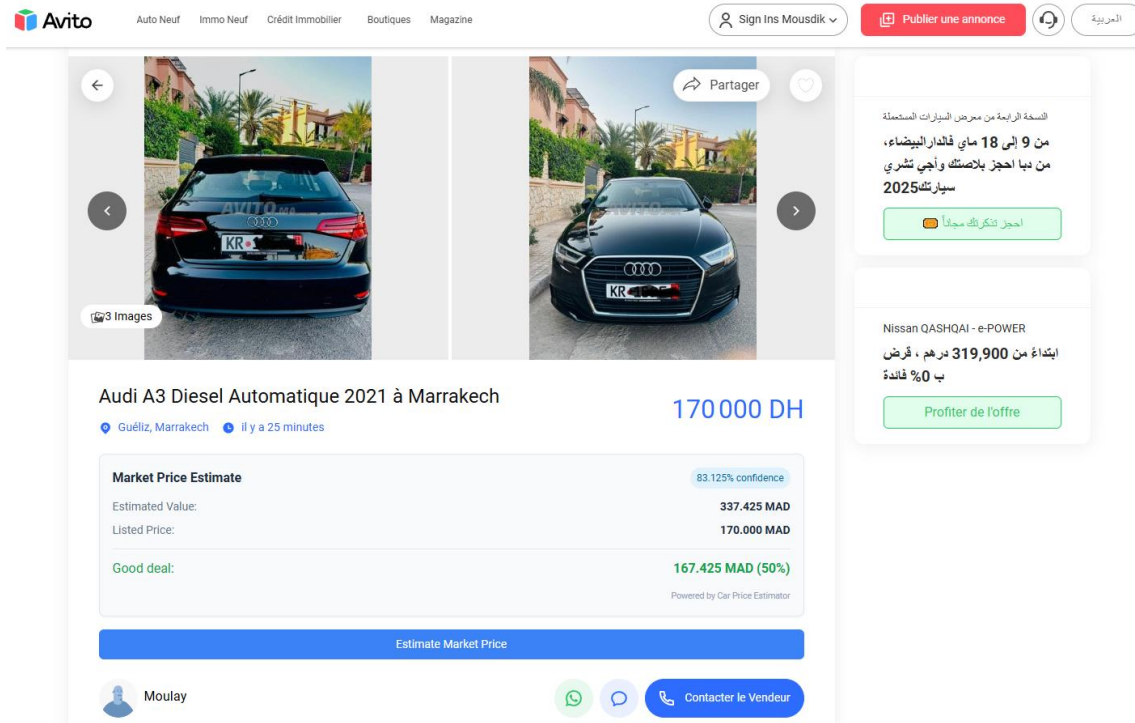 Avito
Auto Neuf
Immo Neuf
Crédit Immobilier
Boutiques
Magazine
Sign Ins Mousdik
Publier une annonce
العربية
Partager
AVITO.MA
KR
3 Images
KR
النسخة الرابعة من معرض السيارات المستعملة
من 9 إلى 18 ماي فالدارالبيضاء،
من دبا احجز بلاصتك وأجي تشري
سيارتك2025
احجز تذكرتك مجاناً
Nissan QASHQAI - e-POWER
ابتداءً من 319,900 درهم ، قرض
ب 0% فائدة
Profiter de l'offre
Audi A3 Diesel Automatique 2021 à Marrakech
170 000 DH
Guéliz, Marrakech
il y a 25 minutes
Market Price Estimate
83.125% confidence
Estimated Value:
337.425 MAD
Listed Price:
170.000 MAD
Good deal:
167.425 MAD (50%)
Powered by Car Price Estimator
Estimate Market Price
Moulay
Contacter le Vendeur